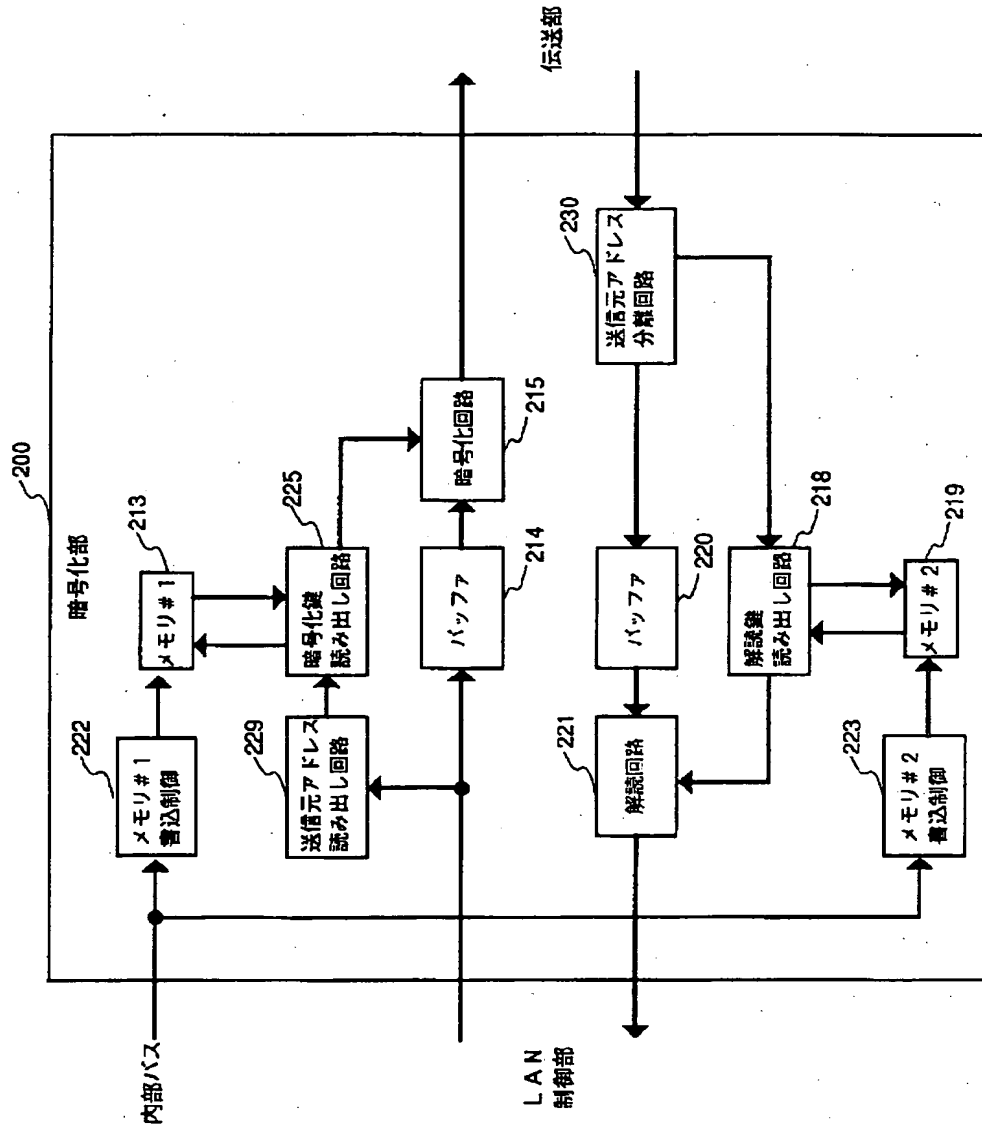 200
暗号化部
内部バス
222
メモリ#1
書込制御
213
メモリ#1
229
送信元アドレス
読み出し回路
225
暗号化鍵
読み出し回路
バッファ
214
暗号化回路
215
LAN
制御部
伝送部
221
解読回路
220
バッファ
230
送信元アドレス
分離回路
218
解読鍵
読み出し回路
223
メモリ#2
書込制御
219
メモリ#2